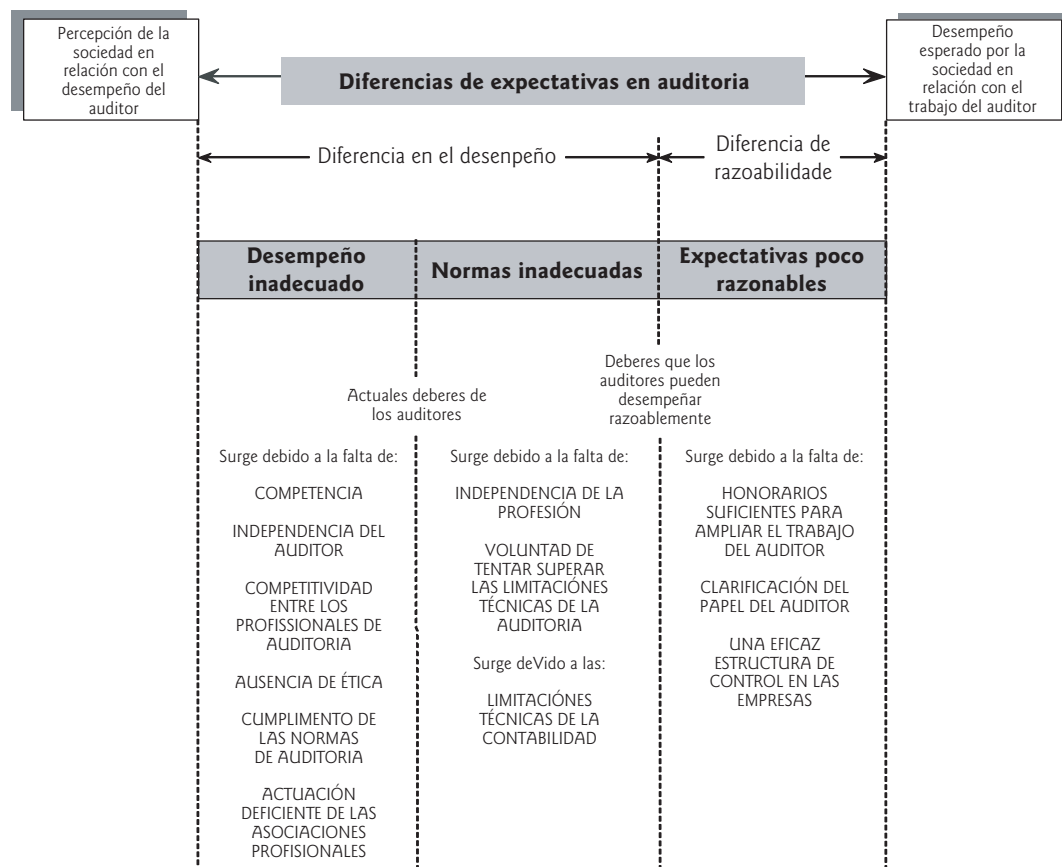 Percepción de la
sociedad en
relación con el
desempeño del
auditor
Diferencias de expectativas en auditoria
Desempeño
esperado por la
sociedad en
relación con el
trabajo del auditor
Diferencia en el desenpeño
Diferencia de
razoabilidade
Desempeño
inadecuado
Normas inadecuadas
Expectativas poco
razonables
Actuales deberes de
los auditores
Deberes que los
auditores pueden
desempeñar
razoablemente
Surge debido a la falta de:
COMPETENCIA
INDEPENDENCIA DEL
AUDITOR
COMPETITIVIDAD
ENTRE LOS
PROFISSIONALES DE
AUDITORIA
AUSENCIA DE ÉTICA
CUMPLIMENTO DE
LAS NORMAS
DE AUDITORIA
ACTUACIÓN
DEFICIENTE DE LAS
ASOCIACIONES
PROFISIONALES
Surge debido a la falta de:
INDEPENDENCIA DE LA
PROFESIÓN
VOLUNTAD DE
TENTAR SUPERAR
LAS LIMITACIÓNES
TÉCNICAS DE LA
AUDITORIA
Surge deVido a las:
LIMITACIÓNES
TÉCNICAS DE LA
CONTABILIDAD
Surge debido a la falta de:
HONORARIOS
SUFICIENTES PARA
AMPLIAR EL TRABAJO
DEL AUDITOR
CLARIFICACIÓN DEL
PAPEL DEL AUDITOR
UNA EFICAZ
ESTRUCTURA DE
CONTROL EN LAS
EMPRESAS